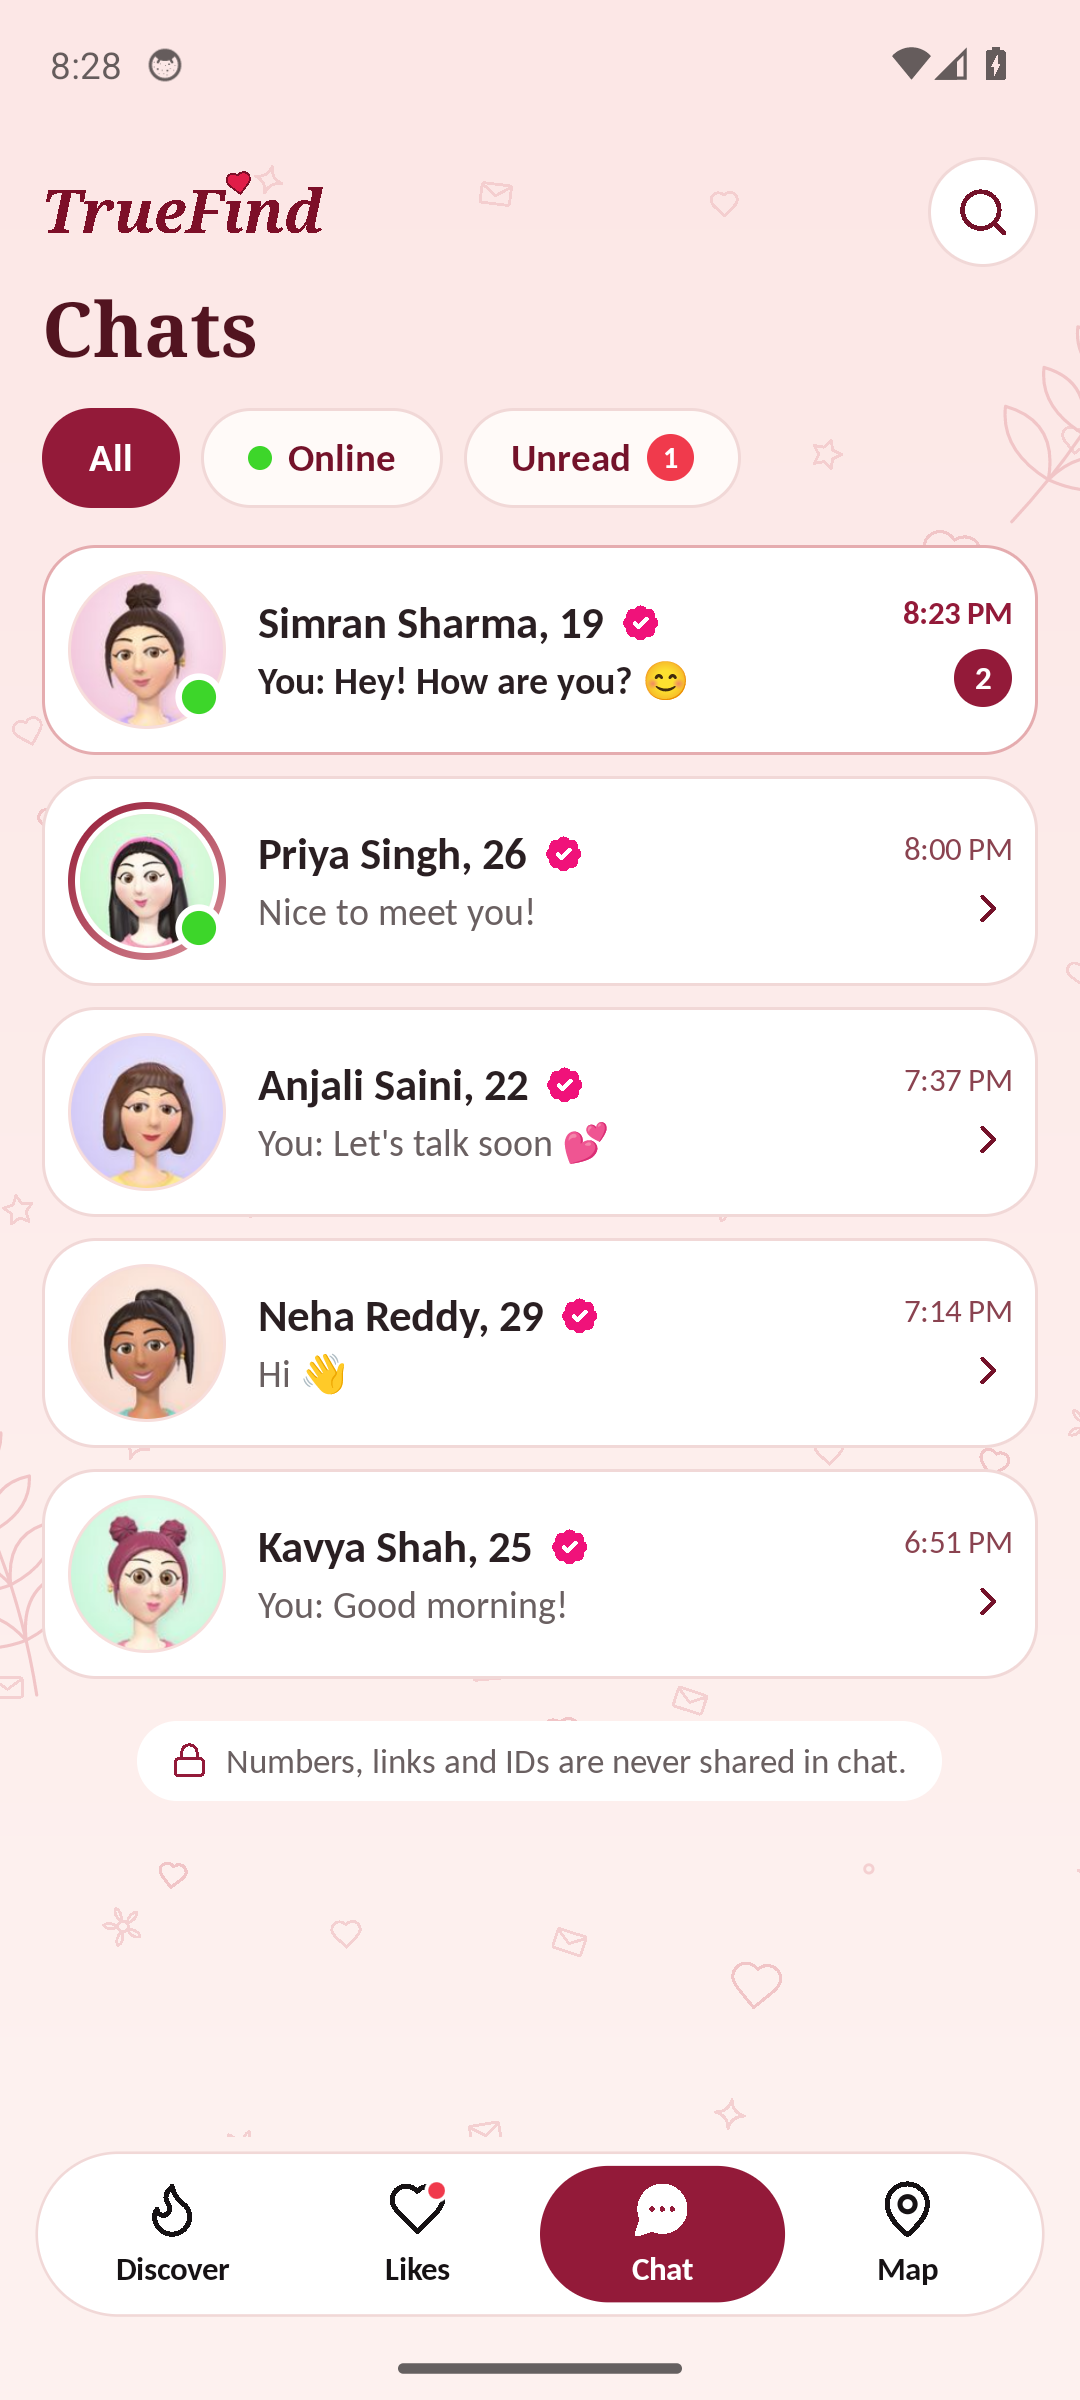 8:28
TrueFind
Chats
All
Online
Unread 1
Simran Sharma, 19
8:23 PM
You: Hey! How are you? 😊
2
Priya Singh, 26
8:00 PM
Nice to meet you!
Anjali Saini, 22
7:37 PM
You: Let's talk soon 💕
Neha Reddy, 29
7:14 PM
Hi 👋
Kavya Shah, 25
6:51 PM
You: Good morning!
Numbers, links and IDs are never shared in chat.
Discover
Likes
Chat
Map